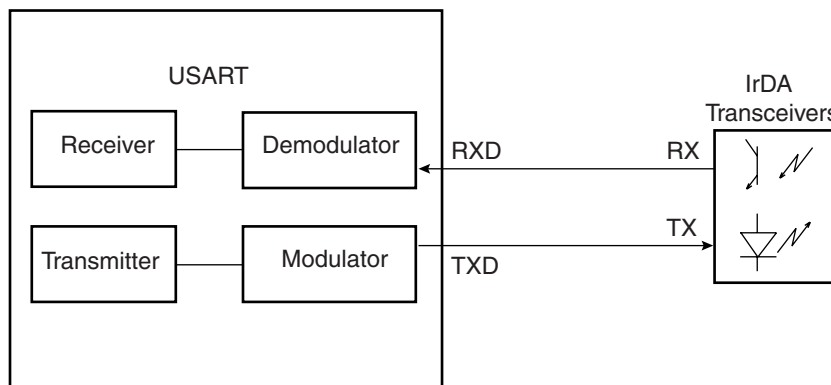 USART
IrDA
Transceivers
Receiver
Demodulator
RXD
RX
Transmitter
Modulator
TXD
TX